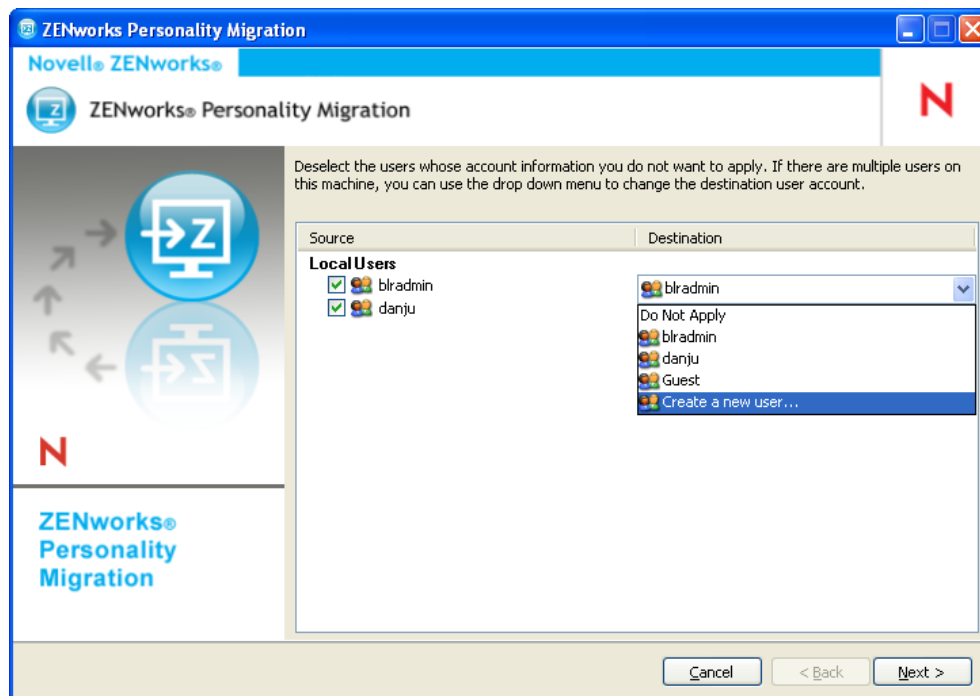 ZENworks Personality Migration
Novell® ZENworks®
ZENworks® Personality Migration
N
Deselect the users whose account information you do not want to apply. If there are multiple users on
this machine, you can use the drop down menu to change the destination user account.
Z
Source Destination
Local Users
blradmin blradmin
danju
Do Not Apply
blradmin
danju
Guest
Create a new user...
N
ZENworks®
Personality
Migration
Cancel < Back Next >